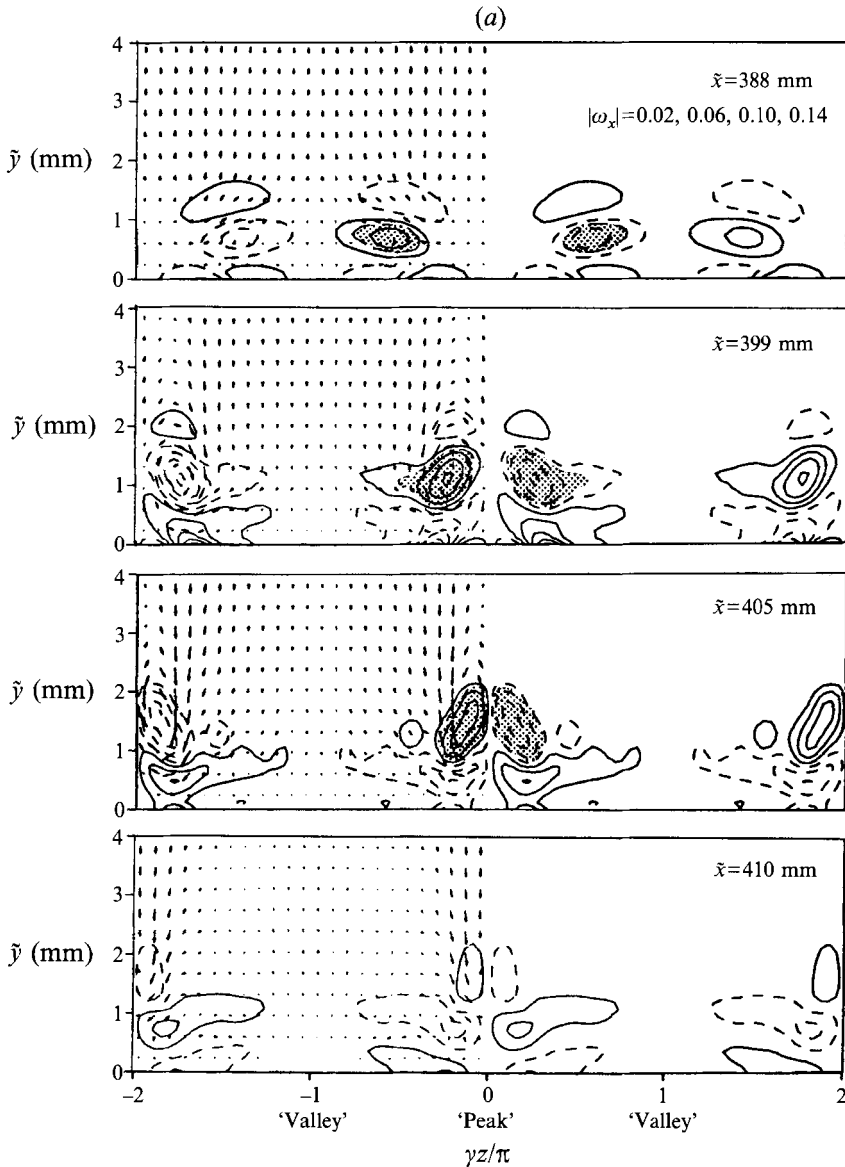 (a)
4
x̃=388 mm
|ωₓ|=0.02, 0.06, 0.10, 0.14
3
ỹ (mm)
2
1
0
4
x̃=399 mm
3
ỹ (mm)
2
1
0
4
x̃=405 mm
3
ỹ (mm)
2
1
0
4
x̃=410 mm
3
ỹ (mm)
2
1
0
−2 −1 0 1 2
'Valley' 'Peak' 'Valley'
γz/π